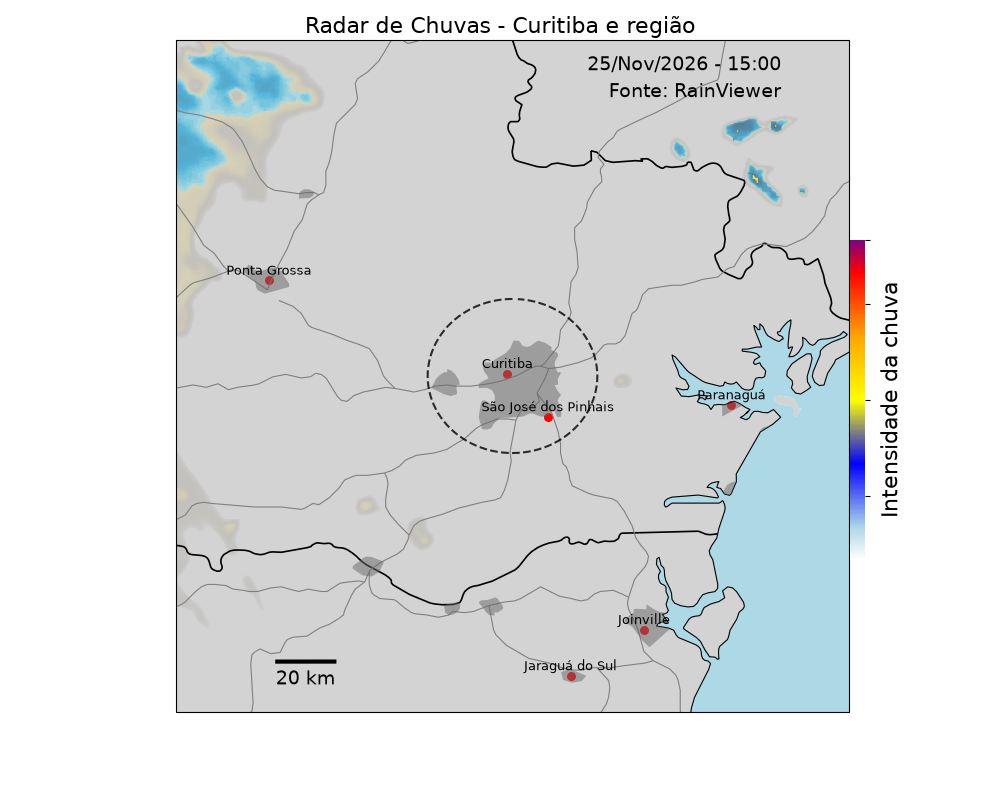 Radar de Chuvas - Curitiba e região
25/Nov/2026 - 15:00
Fonte: RainViewer
Ponta Grossa
Curitiba
Paranaguá
São José dos Pinhais
Intensidade da chuva
Joinville
Jaraguá do Sul
20 km